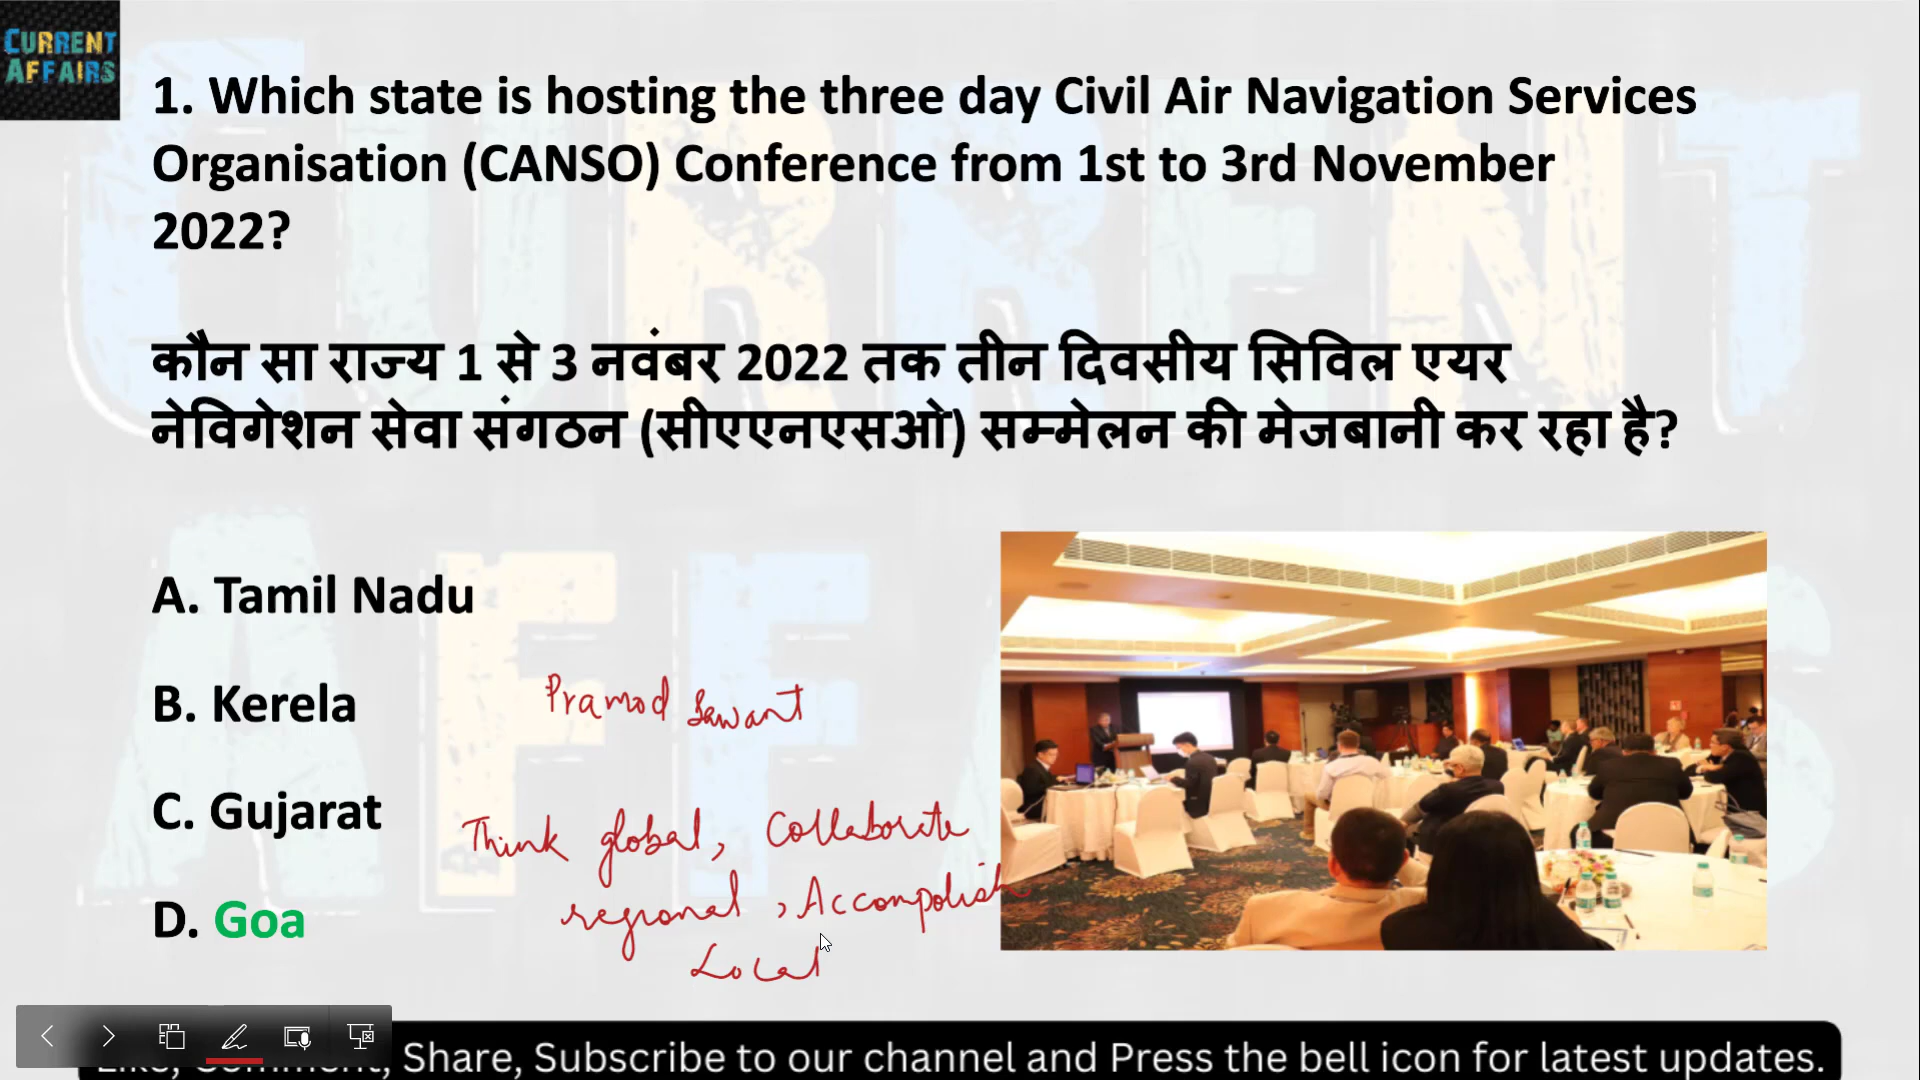 CURRENT
AFFAIRS
1. Which state is hosting the three day Civil Air Navigation Services
Organisation (CANSO) Conference from 1st to 3rd November
2022?
कौन सा राज्य 1 से 3 नवंबर 2022 तक तीन दिवसीय सिविल एयर
नेविगेशन सेवा संगठन (सीएएनएसओ) सम्मेलन की मेजबानी कर रहा है?
A. Tamil Nadu
B. Kerela
Pramod Sawant
C. Gujarat
Think global, Collaborate
regional, Accompolish
Local
D. Goa
Like, Comment, Share, Subscribe to our channel and Press the bell icon for latest updates.